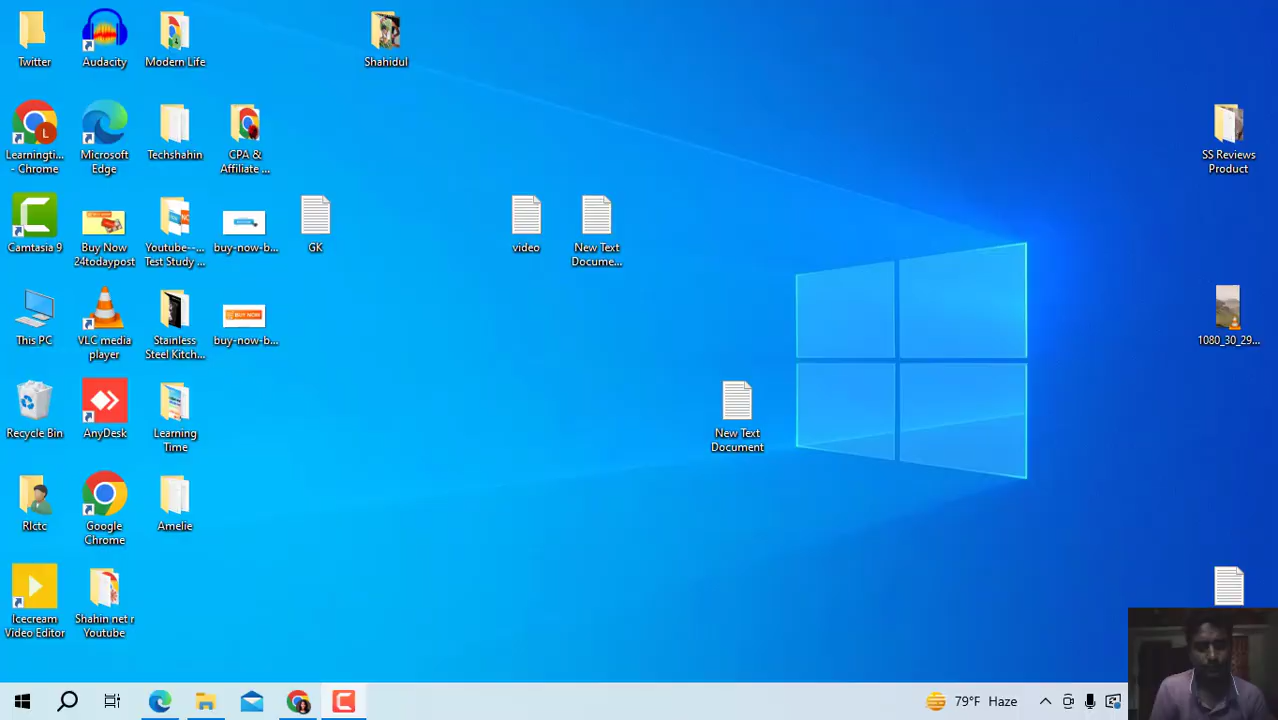 Twitter
Audacity
Modern Life
Shahidul
Learningti...
- Chrome
Microsoft
Edge
Techshahin
CPA &
Affiliate ...
SS Reviews
Product
Camtasia 9
Buy Now
24todaypost
Youtube--...
Test Study ...
buy-now-b...
GK
video
New Text
Docume...
This PC
VLC media
player
Stainless
Steel Kitch...
BUY NOW
buy-now-b...
1080_30_29...
Recycle Bin
AnyDesk
Learning
Time
New Text
Document
Rlctc
Google
Chrome
Amelie
Icecream
Video Editor
Shahin net r
Youtube
79°F Haze